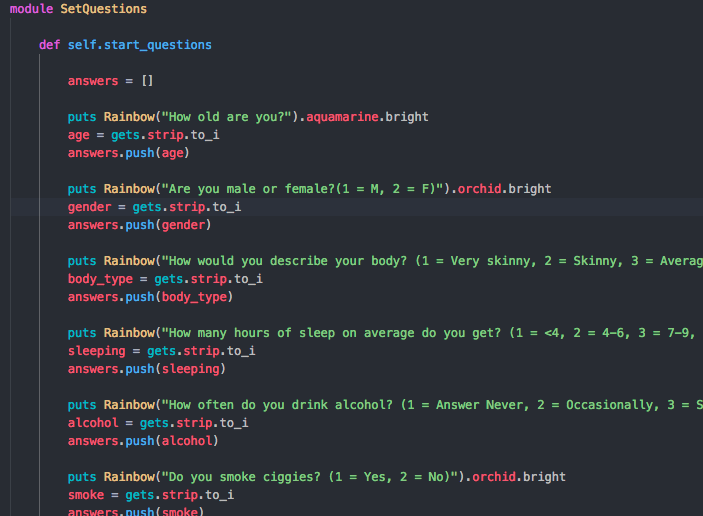 module SetQuestions
def self.start_questions
answers = []
puts Rainbow("How old are you?").aquamarine.bright
age = gets.strip.to_i
answers.push(age)
puts Rainbow("Are you male or female?(1 = M, 2 = F)").orchid.bright
gender = gets.strip.to_i
answers.push(gender)
puts Rainbow("How would you describe your body? (1 = Very skinny, 2 = Skinny, 3 = Averag
body_type = gets.strip.to_i
answers.push(body_type)
puts Rainbow("How many hours of sleep on average do you get? (1 = <4, 2 = 4-6, 3 = 7-9,
sleeping = gets.strip.to_i
answers.push(sleeping)
puts Rainbow("How often do you drink alcohol? (1 = Answer Never, 2 = Occasionally, 3 = S
alcohol = gets.strip.to_i
answers.push(alcohol)
puts Rainbow("Do you smoke ciggies? (1 = Yes, 2 = No)").orchid.bright
smoke = gets.strip.to_i
answers.push(smoke)